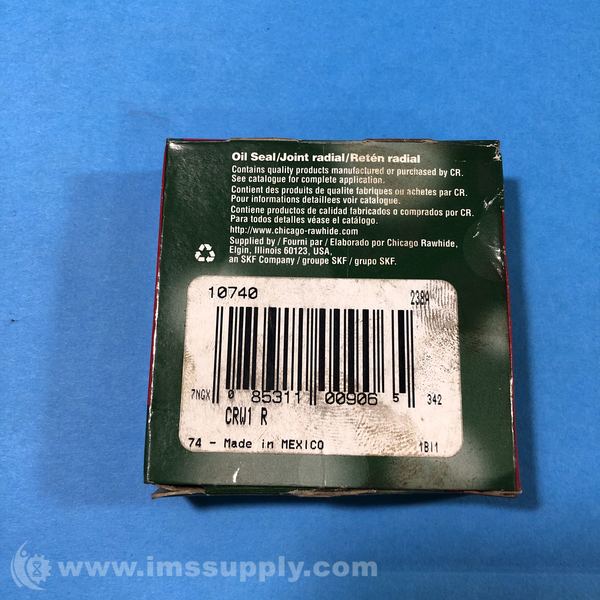 Oil Seal/Joint radial/Retén radial
Contains quality products manufactured or purchased by CR.
See catalogue for complete application.
Contient des produits de qualite fabriques ou achetes par CR.
Pour informations detaillees voir catalogue.
Contiene productos de calidad fabricados o comprados por CR.
Para todos detalles véase el catálogo.
http://www.chicago-rawhide.com
Supplied by / Fourni par / Elaborado por Chicago Rawhide,
Elgin, Illinois 60123, USA,
an SKF Company / groupe SKF / grupo SKF.
10740 238A
7NGX 0 85311 00906 5 342
CRW1 R
74 - Made in MEXICO 1BI1
www.imssupply.com